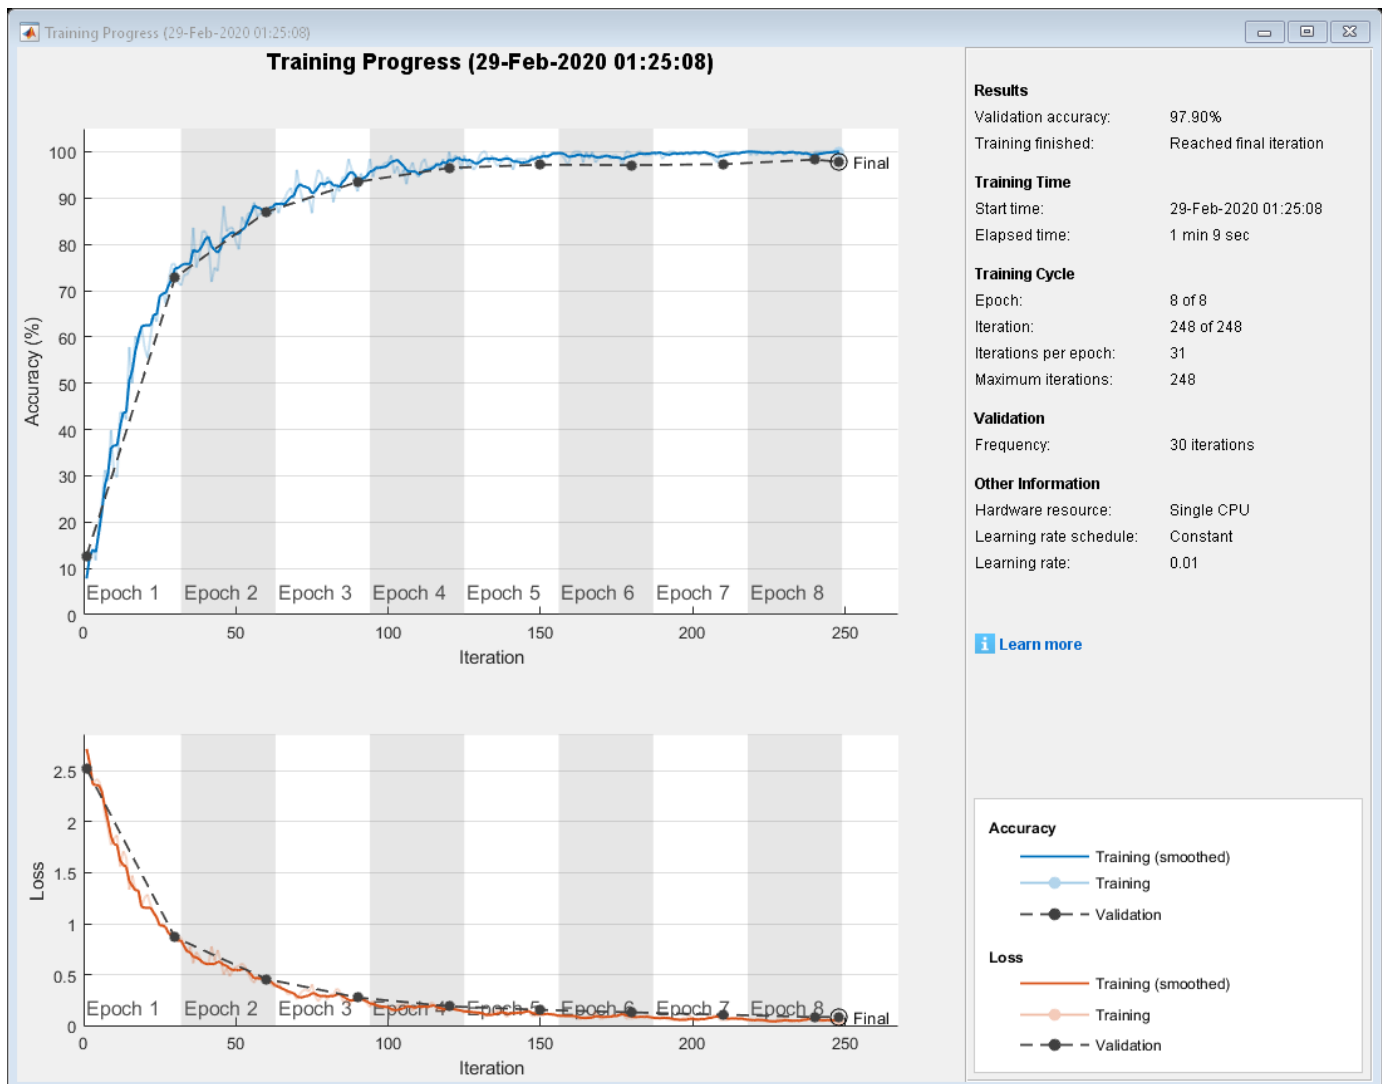 Training Progress (29-Feb-2020 01:25:08)
Training Progress (29-Feb-2020 01:25:08)
Accuracy (%)
100
90
80
70
60
50
40
30
20
10
0
Final
Epoch 1 Epoch 2 Epoch 3 Epoch 4 Epoch 5 Epoch 6 Epoch 7 Epoch 8
0 50 100 150 200 250
Iteration
Loss
2.5
2
1.5
1
0.5
0
Epoch 1 Epoch 2 Epoch 3 Epoch 4 Epoch 5 Epoch 6 Epoch 7 Epoch 8
Final
0 50 100 150 200 250
Iteration
Results
Validation accuracy: 97.90%
Training finished: Reached final iteration
Training Time
Start time: 29-Feb-2020 01:25:08
Elapsed time: 1 min 9 sec
Training Cycle
Epoch: 8 of 8
Iteration: 248 of 248
Iterations per epoch: 31
Maximum iterations: 248
Validation
Frequency: 30 iterations
Other Information
Hardware resource: Single CPU
Learning rate schedule: Constant
Learning rate: 0.01
i Learn more
Accuracy
Training (smoothed)
Training
Validation
Loss
Training (smoothed)
Training
Validation